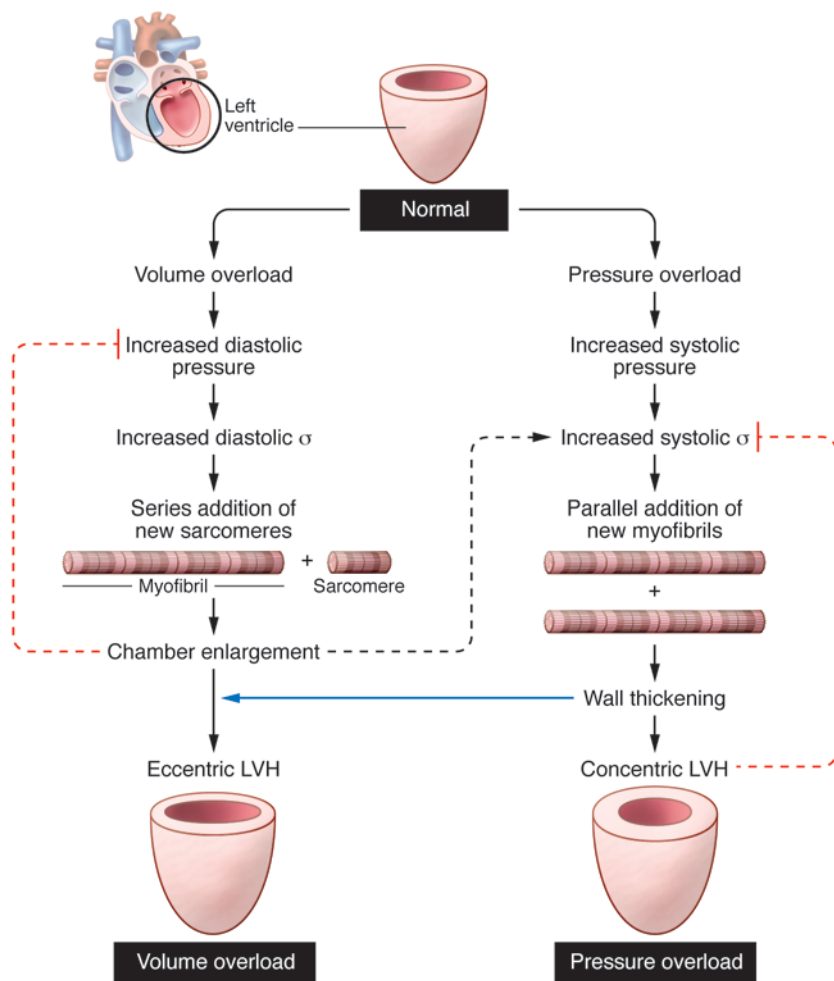 Left
ventricle
Normal
Volume overload
Increased diastolic
pressure
Increased diastolic σ
Series addition of
new sarcomeres
+
Myofibril
Sarcomere
Chamber enlargement
Eccentric LVH
Volume overload
Pressure overload
Increased systolic
pressure
Increased systolic σ
Parallel addition of
new myofibrils
+
Wall thickening
Concentric LVH
Pressure overload